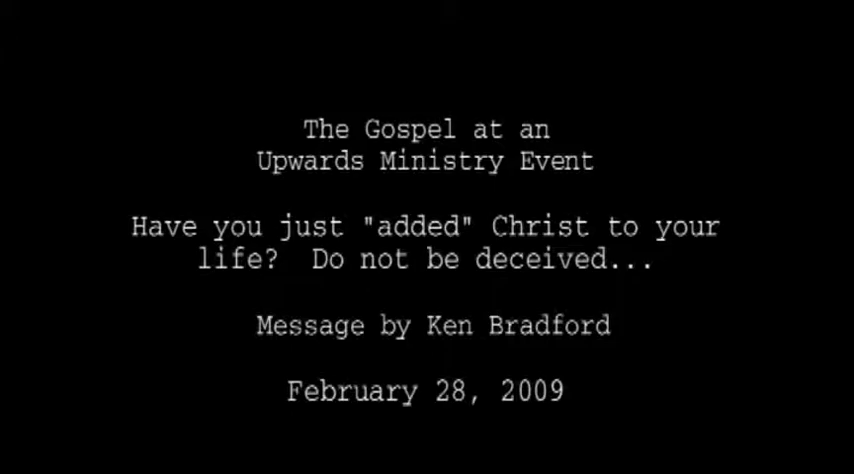 The Gospel at an
Upwards Ministry Event
Have you just "added" Christ to your
life? Do not be deceived...
Message by Ken Bradford
February 28, 2009